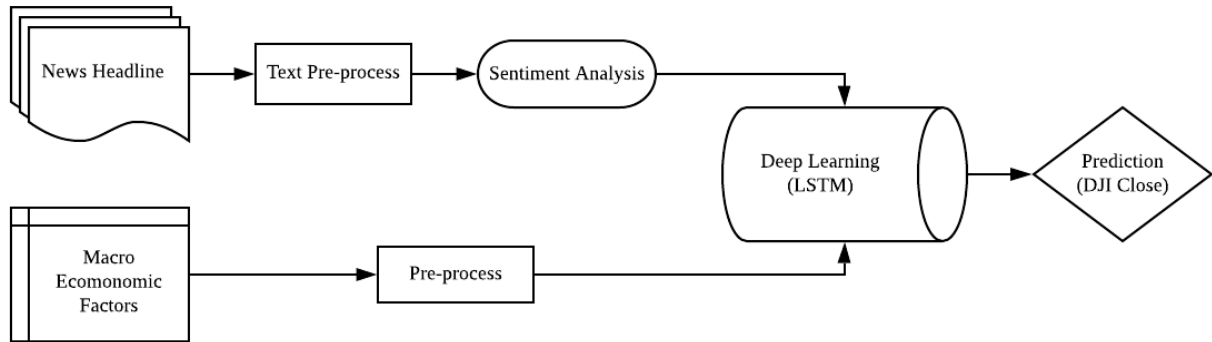 News Headline
Text Pre-process
Sentiment Analysis
Deep Learning
(LSTM)
Prediction
(DJI Close)
Macro
Ecomonomic
Factors
Pre-process